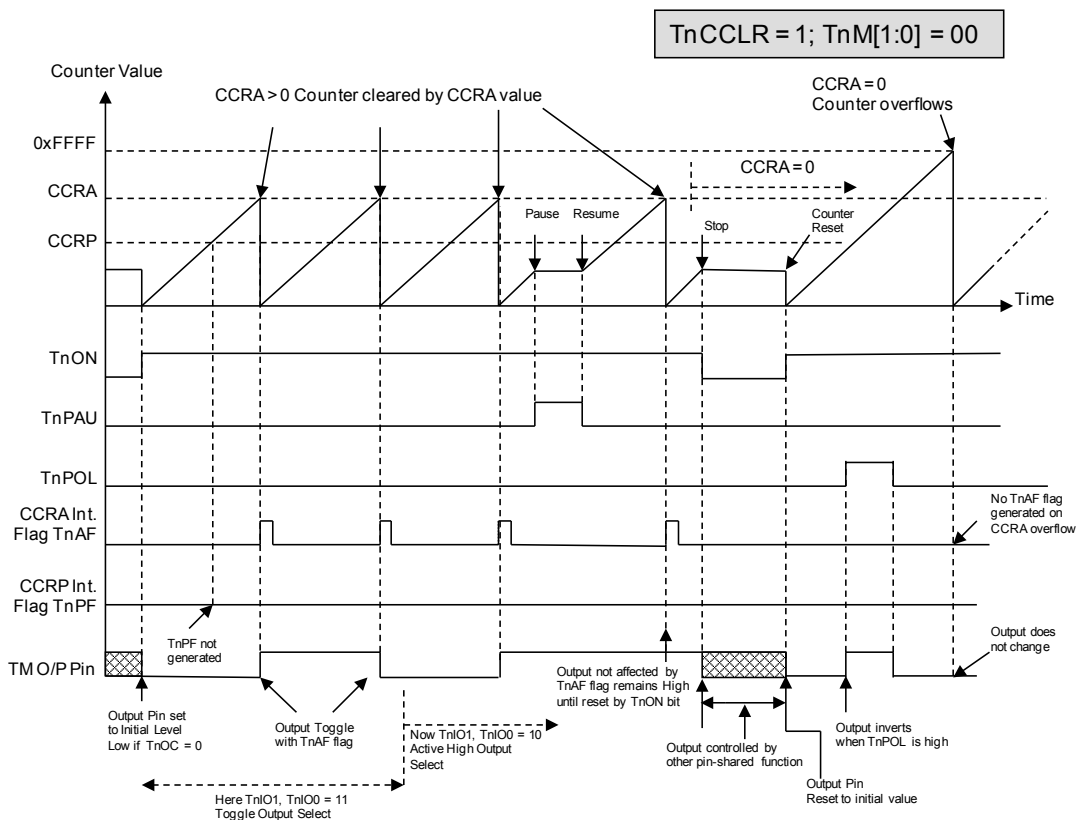 TnCCLR = 1; TnM[1:0] = 00
Counter Value
CCRA > 0 Counter cleared by CCRA value
CCRA = 0
Counter overflows
0xFFFF
CCRA = 0
CCRA
Pause
Resume
Stop
Counter
Reset
CCRP
Time
TnON
TnPAU
TnPOL
CCRA Int.
Flag TnAF
No TnAF flag
generated on
CCRA overflow
CCRP Int.
Flag TnPF
TnPF not
generated
Output does
not change
TM O/P Pin
Output not affected by
TnAF flag remains High
until reset by TnON bit
Output Pin set
to Initial Level
Low if TnOC = 0
Output Toggle
with TnAF flag
Now TnIO1, TnIO0 = 10
Active High Output
Select
Output controlled by
other pin-shared function
Output inverts
when TnPOL is high
Output Pin
Reset to initial value
Here TnIO1, TnIO0 = 11
Toggle Output Select